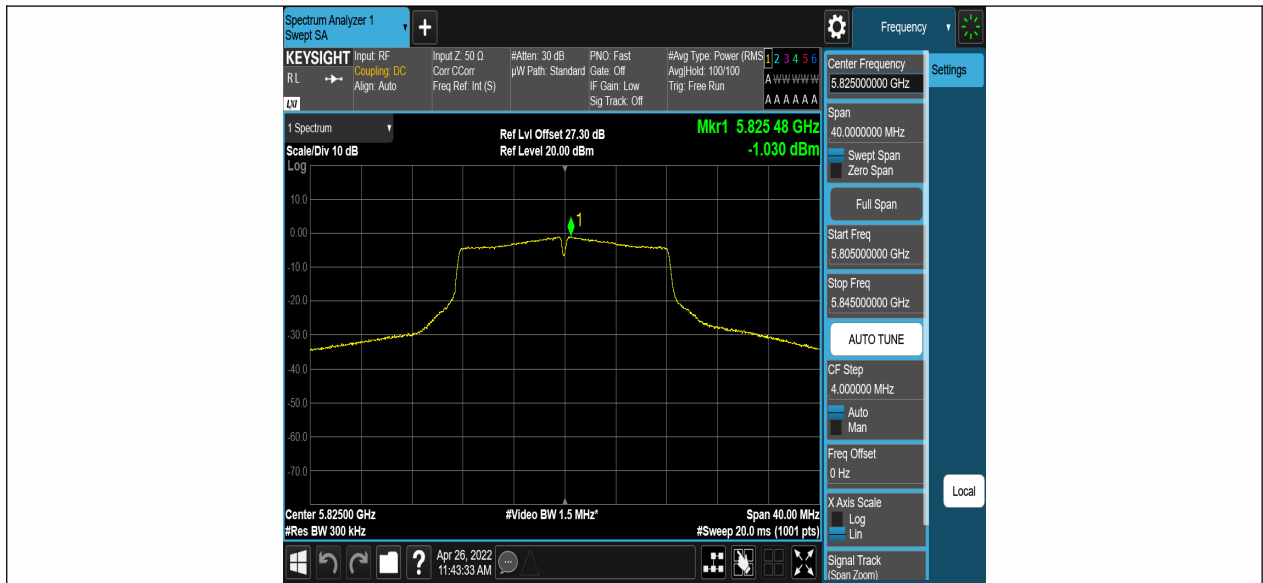 Spectrum Analyzer 1
Swept SA
+
Frequency
KEYSIGHT
RL
LXI
Input: RF
Coupling: DC
Align: Auto
Input Z: 50 Ω
Corr CCorr
Freq Ref: Int (S)
#Atten: 30 dB
µW Path: Standard
PNO: Fast
Gate: Off
IF Gain: Low
Sig Track: Off
#Avg Type: Power (RMS
Avg|Hold: 100/100
Trig: Free Run
1 2 3 4 5 6
A W W W W W
A A A A A A
1 Spectrum
Scale/Div 10 dB
Log
Ref Lvl Offset 27.30 dB
Ref Level 20.00 dBm
Mkr1 5.825 48 GHz
-1.030 dBm
10.0
0.00
-10.0
-20.0
-30.0
-40.0
-50.0
-60.0
-70.0
1
Center 5.82500 GHz
#Res BW 300 kHz
#Video BW 1.5 MHz*
Span 40.00 MHz
#Sweep 20.0 ms (1001 pts)
Apr 26, 2022
11:43:33 AM
?
Center Frequency
5.825000000 GHz
Span
40.0000000 MHz
Swept Span
Zero Span
Full Span
Start Freq
5.805000000 GHz
Stop Freq
5.845000000 GHz
AUTO TUNE
CF Step
4.000000 MHz
Auto
Man
Freq Offset
0 Hz
X Axis Scale
Log
Lin
Signal Track
(Span Zoom)
Settings
Local